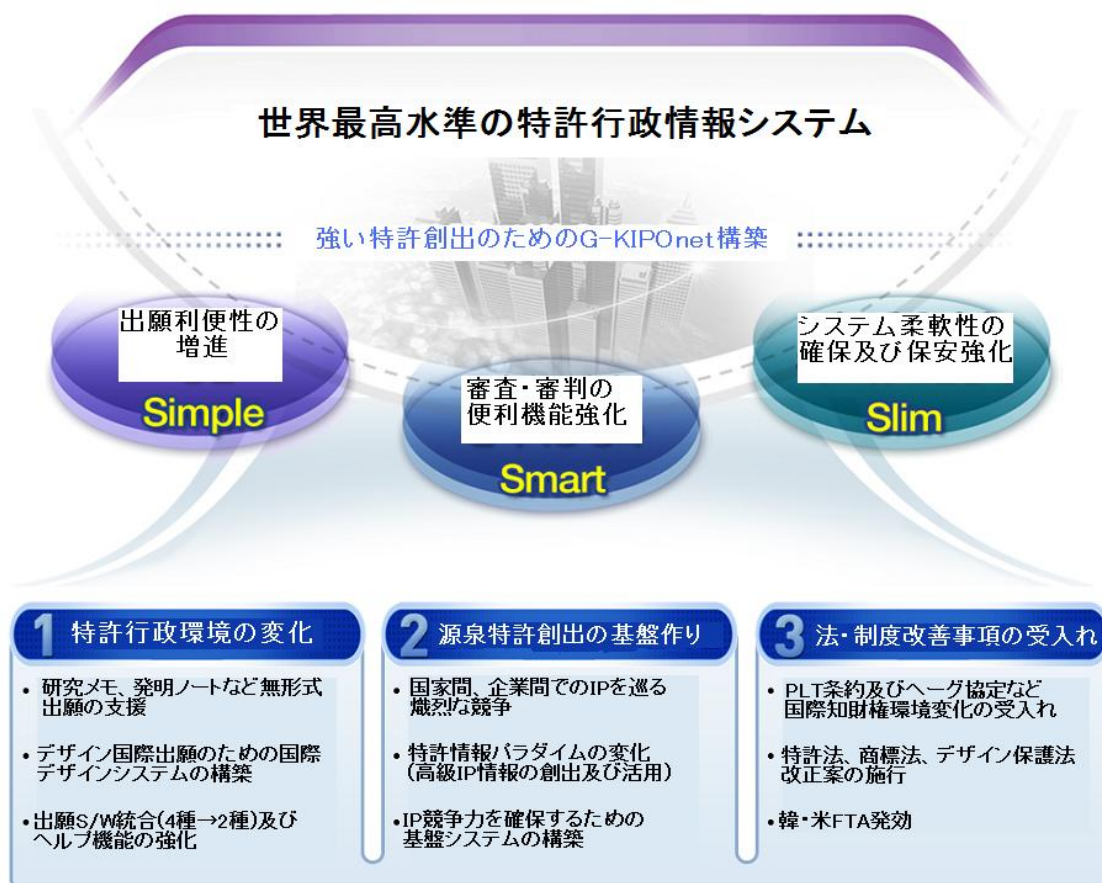 世界最高水準の特許行政情報システム
強い特許創出のためのG-KIPOnet構築
出願利便性の
増進
Simple
審査・審判の
便利機能強化
Smart
システム柔軟性の
確保及び保安強化
Slim
1 特許行政環境の変化
・研究メモ、発明ノートなど無形式
出願の支援
・デザイン国際出願のための国際
デザインシステムの構築
・出願S/W統合(4種→2種)及び
ヘルプ機能の強化
2 源泉特許創出の基盤作り
・国家間、企業間でのIPを巡る
熾烈な競争
・特許情報パラダイムの変化
(高級IP情報の創出及び活用)
・IP競争力を確保するための
基盤システムの構築
3 法・制度改善事項の受入れ
・PLT条約及びヘーグ協定など
国際知財権環境変化の受入れ
・特許法、商標法、デザイン保護法
改正案の施行
・韓・米FTA発効